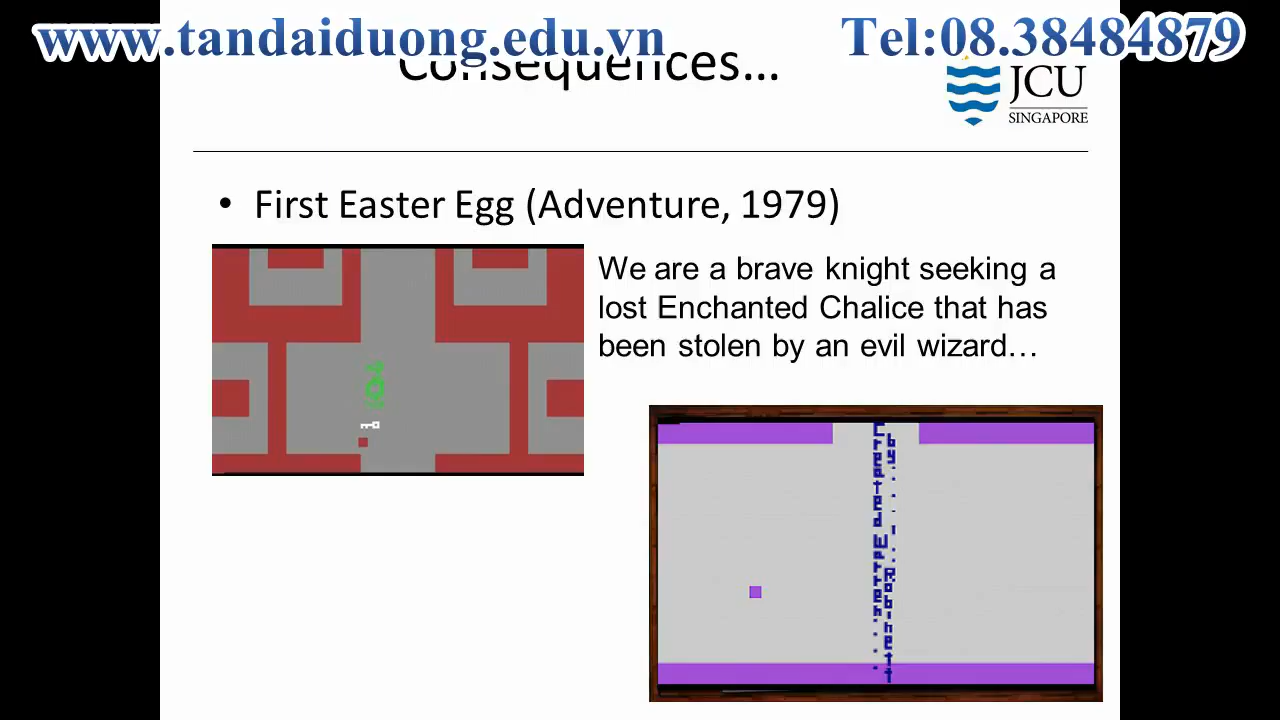 www.tandaiduong.edu.vn
Tel:08.38484879
Consequences...
JCU
SINGAPORE
• First Easter Egg (Adventure, 1979)
We are a brave knight seeking a
lost Enchanted Chalice that has
been stolen by an evil wizard…
Created
by
Warren
Robinett